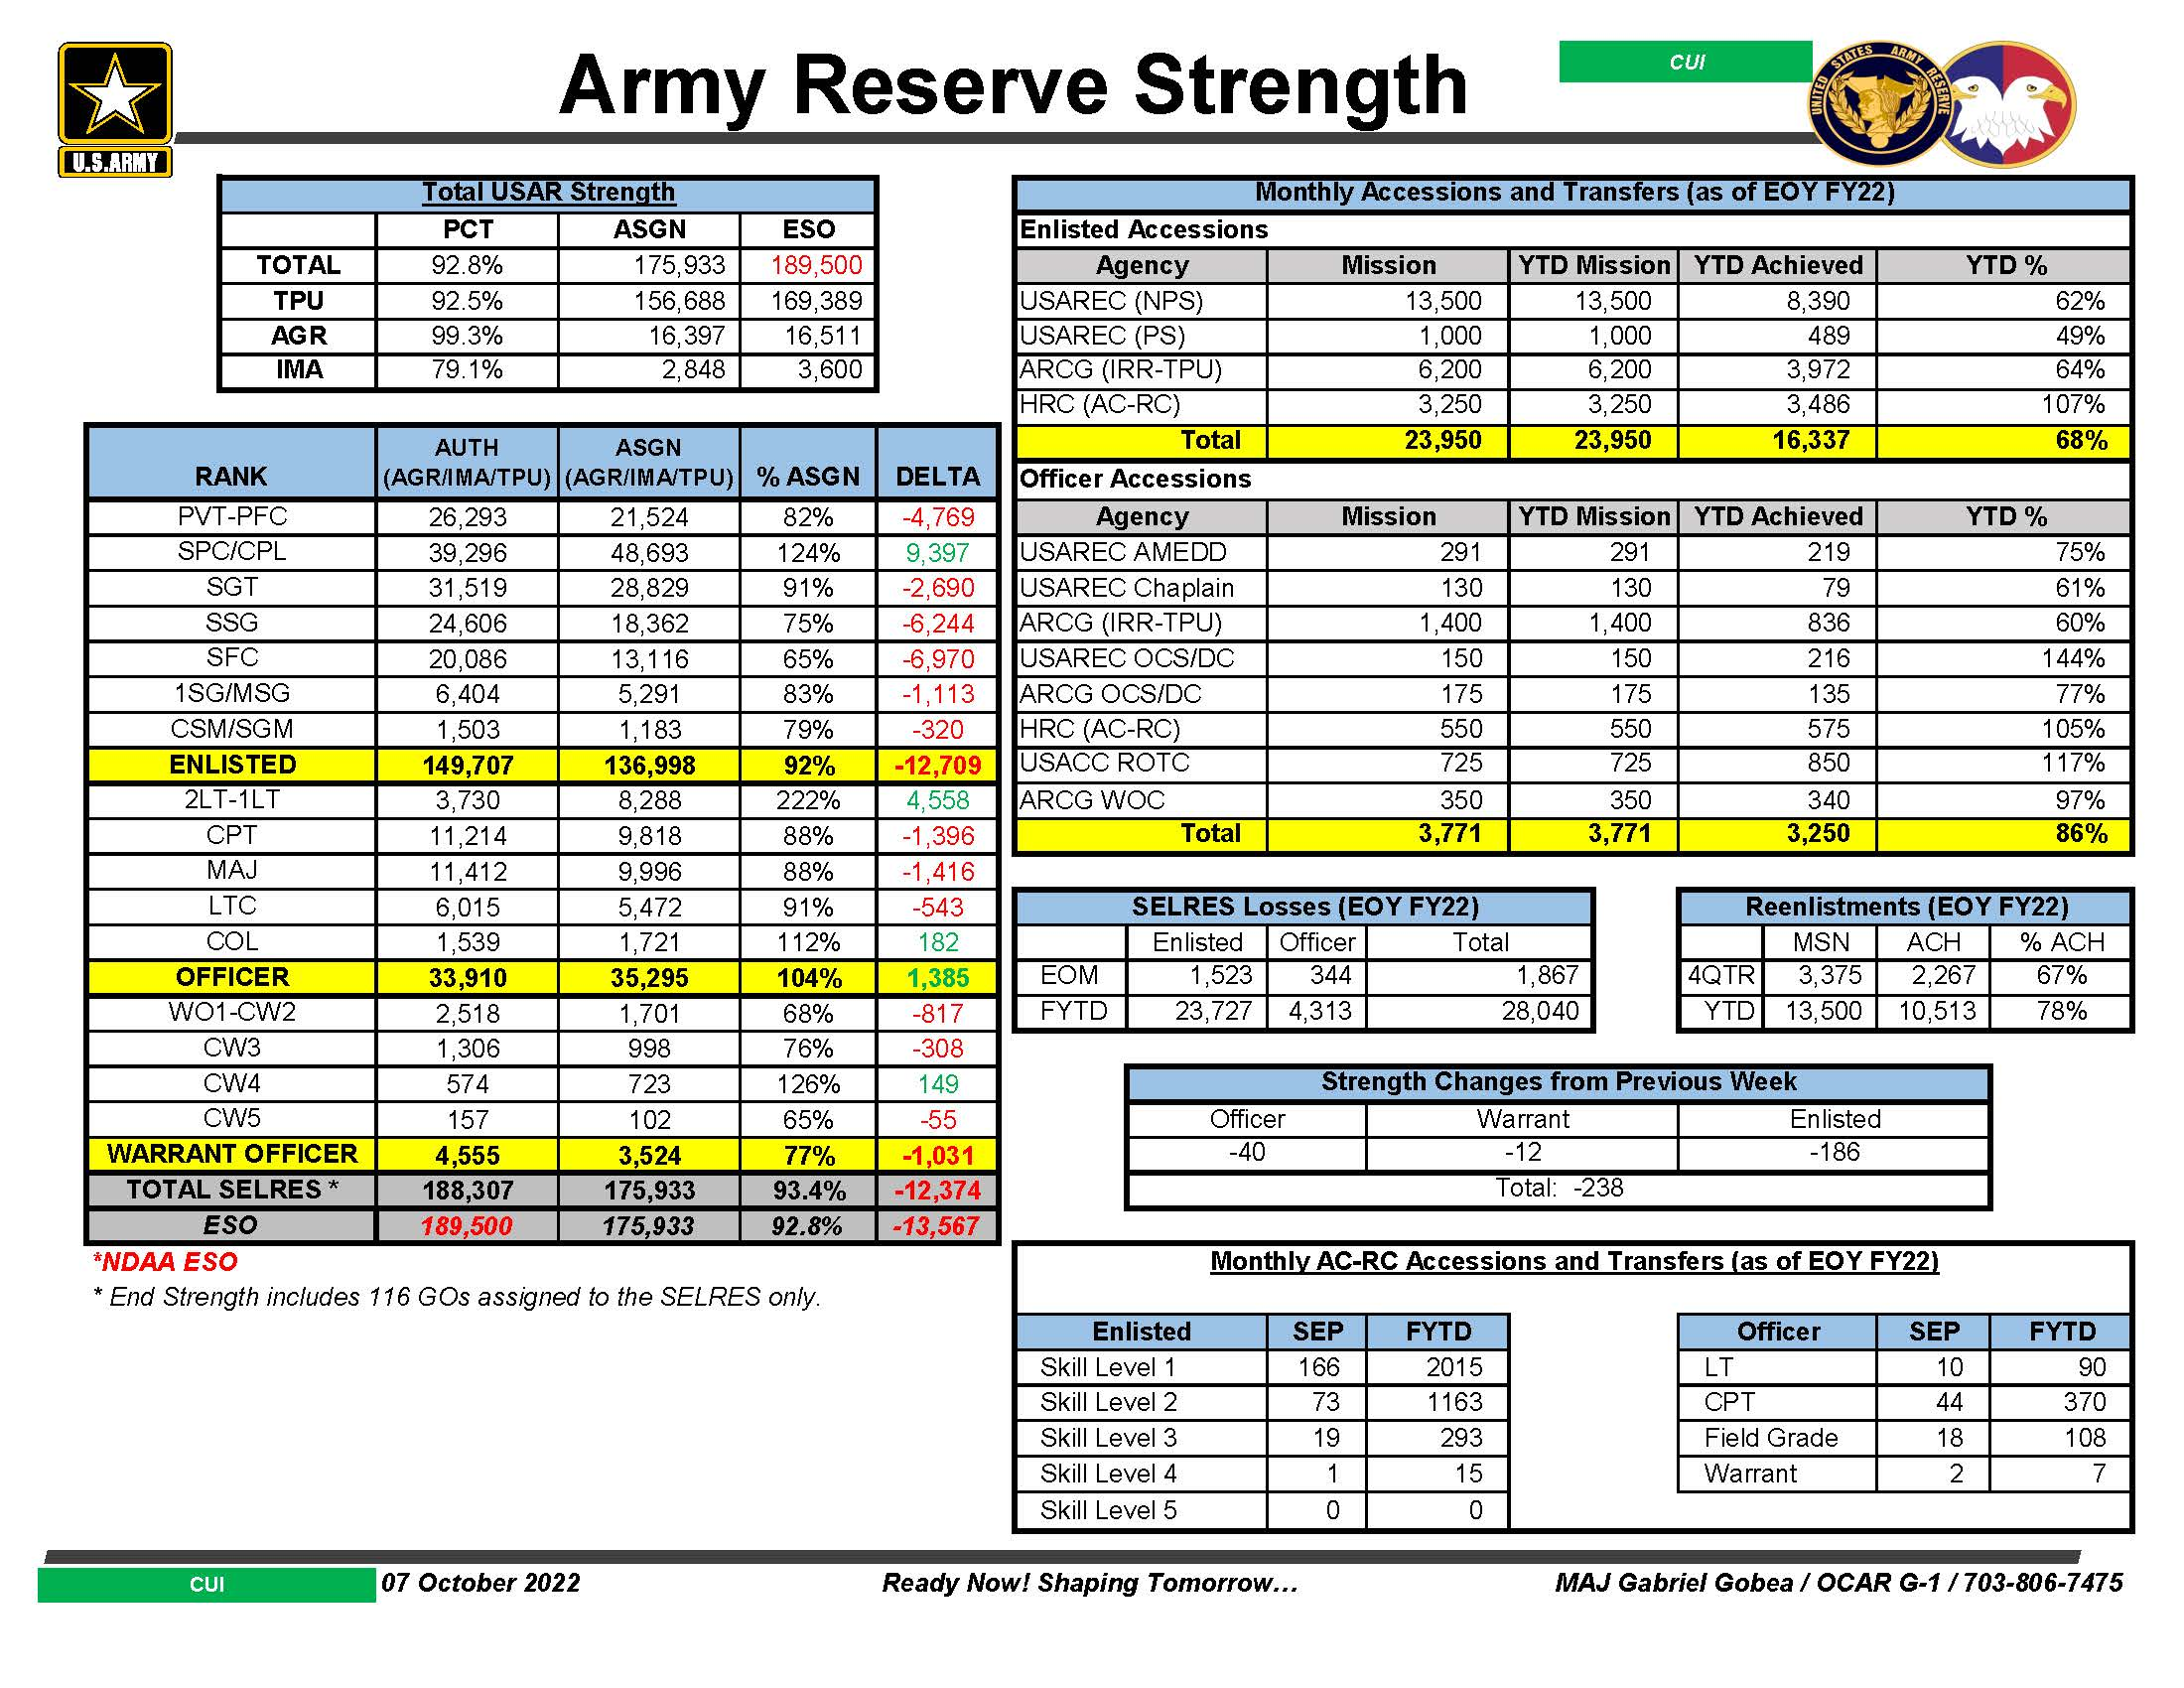 Army Reserve Strength
CUI
UNITED STATES ARMY RESERVE
U.S.ARMY
Total USAR Strength
PCT ASGN ESO
TOTAL 92.8% 175,933 189,500
TPU 92.5% 156,688 169,389
AGR 99.3% 16,397 16,511
IMA 79.1% 2,848 3,600
RANK AUTH (AGR/IMA/TPU) ASGN (AGR/IMA/TPU) % ASGN DELTA
PVT-PFC 26,293 21,524 82% -4,769
SPC/CPL 39,296 48,693 124% 9,397
SGT 31,519 28,829 91% -2,690
SSG 24,606 18,362 75% -6,244
SFC 20,086 13,116 65% -6,970
1SG/MSG 6,404 5,291 83% -1,113
CSM/SGM 1,503 1,183 79% -320
ENLISTED 149,707 136,998 92% -12,709
2LT-1LT 3,730 8,288 222% 4,558
CPT 11,214 9,818 88% -1,396
MAJ 11,412 9,996 88% -1,416
LTC 6,015 5,472 91% -543
COL 1,539 1,721 112% 182
OFFICER 33,910 35,295 104% 1,385
WO1-CW2 2,518 1,701 68% -817
CW3 1,306 998 76% -308
CW4 574 723 126% 149
CW5 157 102 65% -55
WARRANT OFFICER 4,555 3,524 77% -1,031
TOTAL SELRES * 188,307 175,933 93.4% -12,374
ESO 189,500 175,933 92.8% -13,567
*NDAA ESO
* End Strength includes 116 GOs assigned to the SELRES only.
Monthly Accessions and Transfers (as of EOY FY22)
Enlisted Accessions
Agency Mission YTD Mission YTD Achieved YTD %
USAREC (NPS) 13,500 13,500 8,390 62%
USAREC (PS) 1,000 1,000 489 49%
ARCG (IRR-TPU) 6,200 6,200 3,972 64%
HRC (AC-RC) 3,250 3,250 3,486 107%
Total 23,950 23,950 16,337 68%
Officer Accessions
Agency Mission YTD Mission YTD Achieved YTD %
USAREC AMEDD 291 291 219 75%
USAREC Chaplain 130 130 79 61%
ARCG (IRR-TPU) 1,400 1,400 836 60%
USAREC OCS/DC 150 150 216 144%
ARCG OCS/DC 175 175 135 77%
HRC (AC-RC) 550 550 575 105%
USACC ROTC 725 725 850 117%
ARCG WOC 350 350 340 97%
Total 3,771 3,771 3,250 86%
SELRES Losses (EOY FY22)
Enlisted Officer Total
EOM 1,523 344 1,867
FYTD 23,727 4,313 28,040
Reenlistments (EOY FY22)
MSN ACH % ACH
4QTR 3,375 2,267 67%
YTD 13,500 10,513 78%
Strength Changes from Previous Week
Officer Warrant Enlisted
-40 -12 -186
Total: -238
Monthly AC-RC Accessions and Transfers (as of EOY FY22)
Enlisted SEP FYTD
Skill Level 1 166 2015
Skill Level 2 73 1163
Skill Level 3 19 293
Skill Level 4 1 15
Skill Level 5 0 0
Officer SEP FYTD
LT 10 90
CPT 44 370
Field Grade 18 108
Warrant 2 7
CUI 07 October 2022 Ready Now! Shaping Tomorrow… MAJ Gabriel Gobea / OCAR G-1 / 703-806-7475